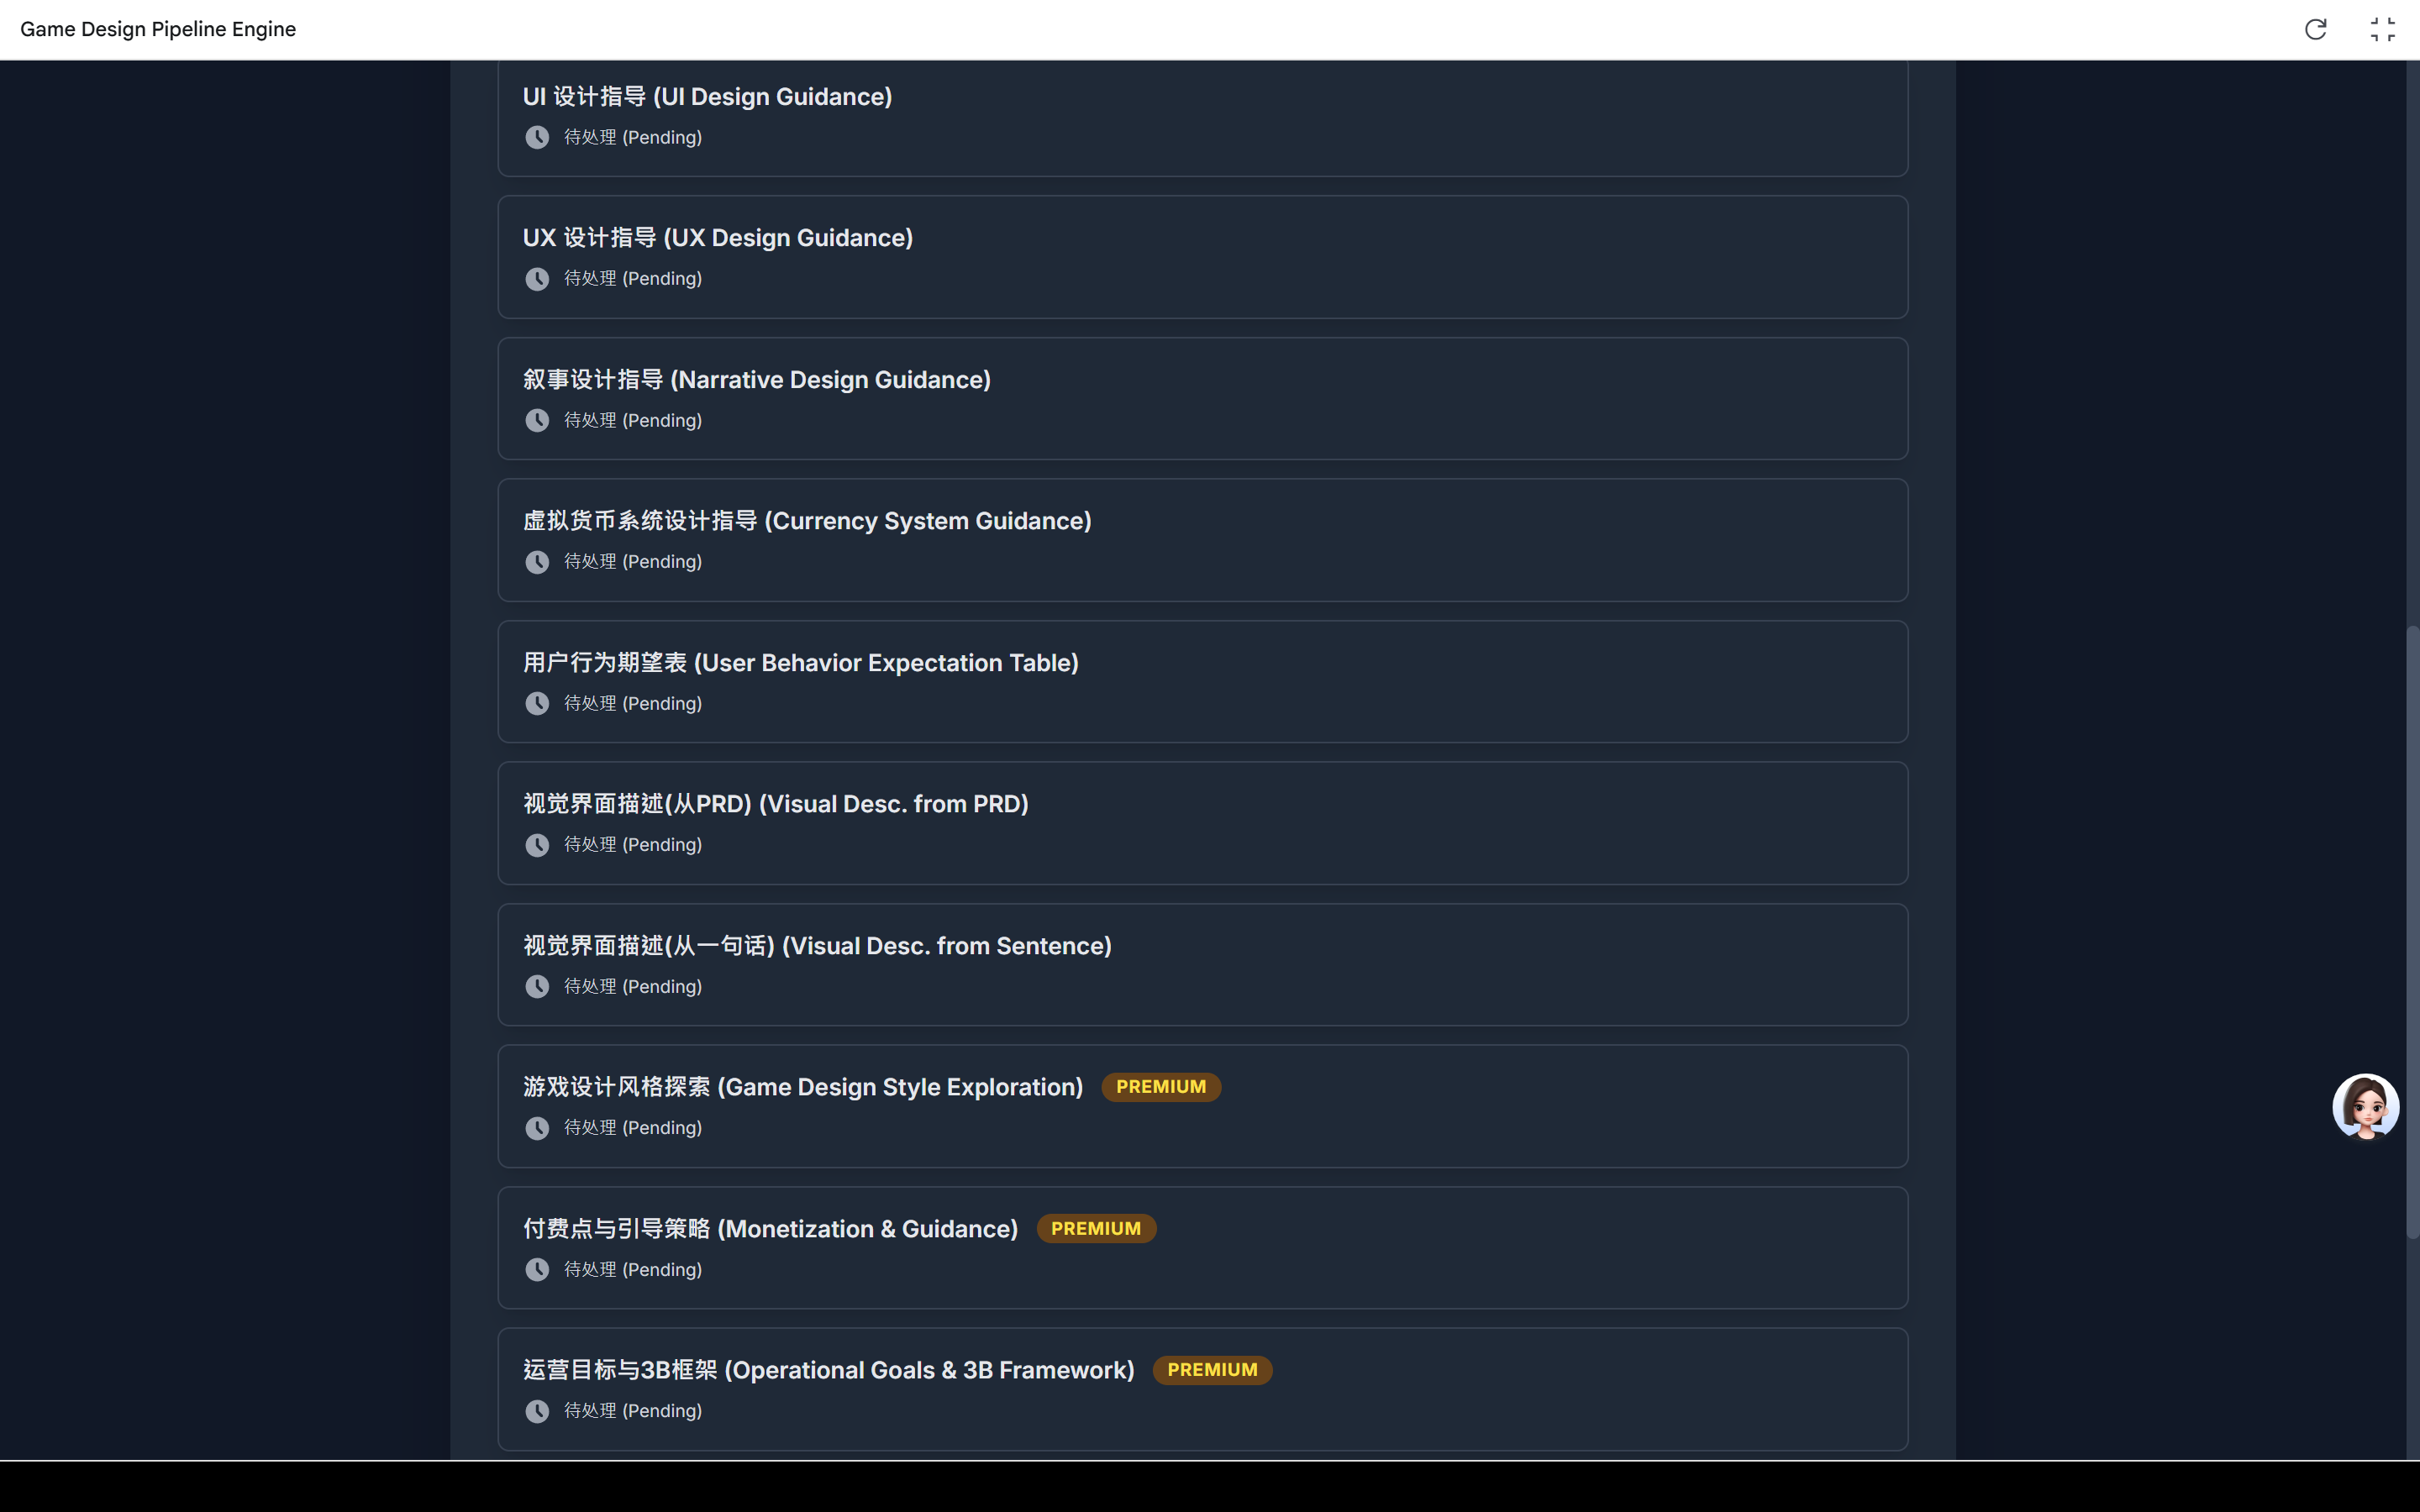 Game Design Pipeline Engine
UI 设计指导 (UI Design Guidance)
待处理 (Pending)
UX 设计指导 (UX Design Guidance)
待处理 (Pending)
叙事设计指导 (Narrative Design Guidance)
待处理 (Pending)
虚拟货币系统设计指导 (Currency System Guidance)
待处理 (Pending)
用户行为期望表 (User Behavior Expectation Table)
待处理 (Pending)
视觉界面描述(从PRD) (Visual Desc. from PRD)
待处理 (Pending)
视觉界面描述(从一句话) (Visual Desc. from Sentence)
待处理 (Pending)
游戏设计风格探索 (Game Design Style Exploration) PREMIUM
待处理 (Pending)
付费点与引导策略 (Monetization & Guidance) PREMIUM
待处理 (Pending)
运营目标与3B框架 (Operational Goals & 3B Framework) PREMIUM
待处理 (Pending)